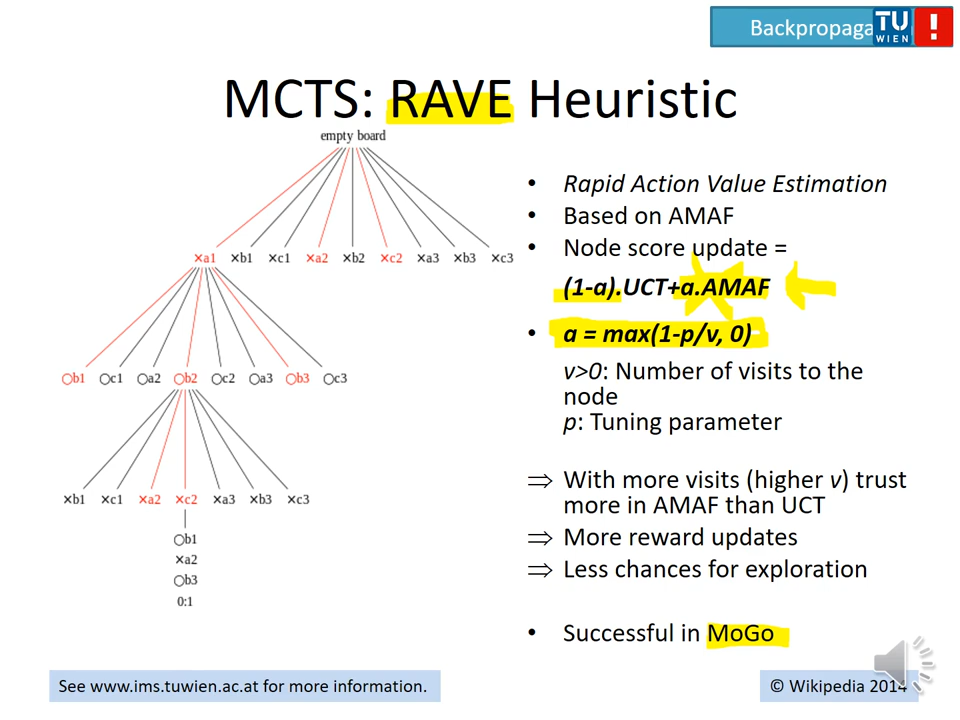 Backpropaga
TU
WIEN
!
MCTS: RAVE Heuristic
empty board
×a1 ×b1 ×c1 ×a2 ×b2 ×c2 ×a3 ×b3 ×c3
○b1 ○c1 ○a2 ○b2 ○c2 ○a3 ○b3 ○c3
×b1 ×c1 ×a2 ×c2 ×a3 ×b3 ×c3
○b1
×a2
○b3
0:1
• Rapid Action Value Estimation
• Based on AMAF
• Node score update =
(1-a).UCT+a.AMAF
• a = max(1-p/v, 0)
v>0: Number of visits to the
node
p: Tuning parameter
⇒ With more visits (higher v) trust
more in AMAF than UCT
⇒ More reward updates
⇒ Less chances for exploration
• Successful in MoGo
See www.ims.tuwien.ac.at for more information.
© Wikipedia 2014